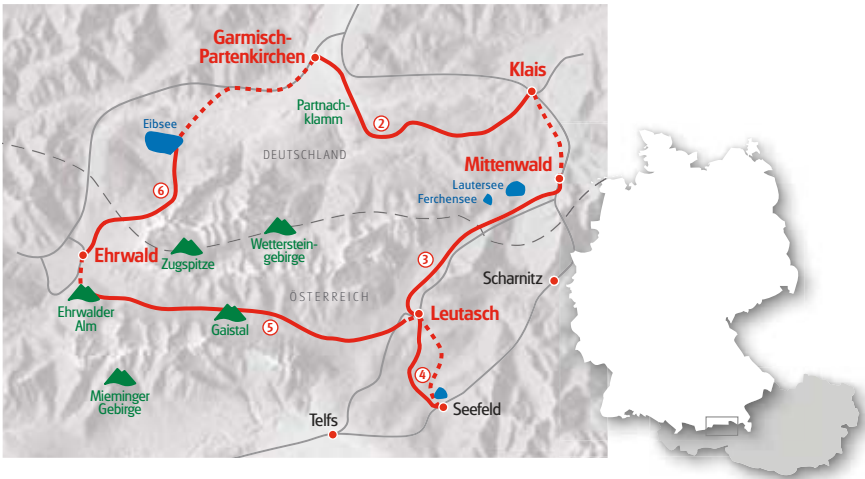 Garmisch-
Partenkirchen
Klais
Partnach-
klamm
2
Eibsee
DEUTSCHLAND
Mittenwald
Lautersee
Ferchensee
6
Ehrwald
Zugspitze
Wetterstein-
gebirge
3
Scharnitz
ÖSTERREICH
Ehrwalder
Alm
Gaistal
5
Leutasch
4
Mieminger
Gebirge
Seefeld
Telfs